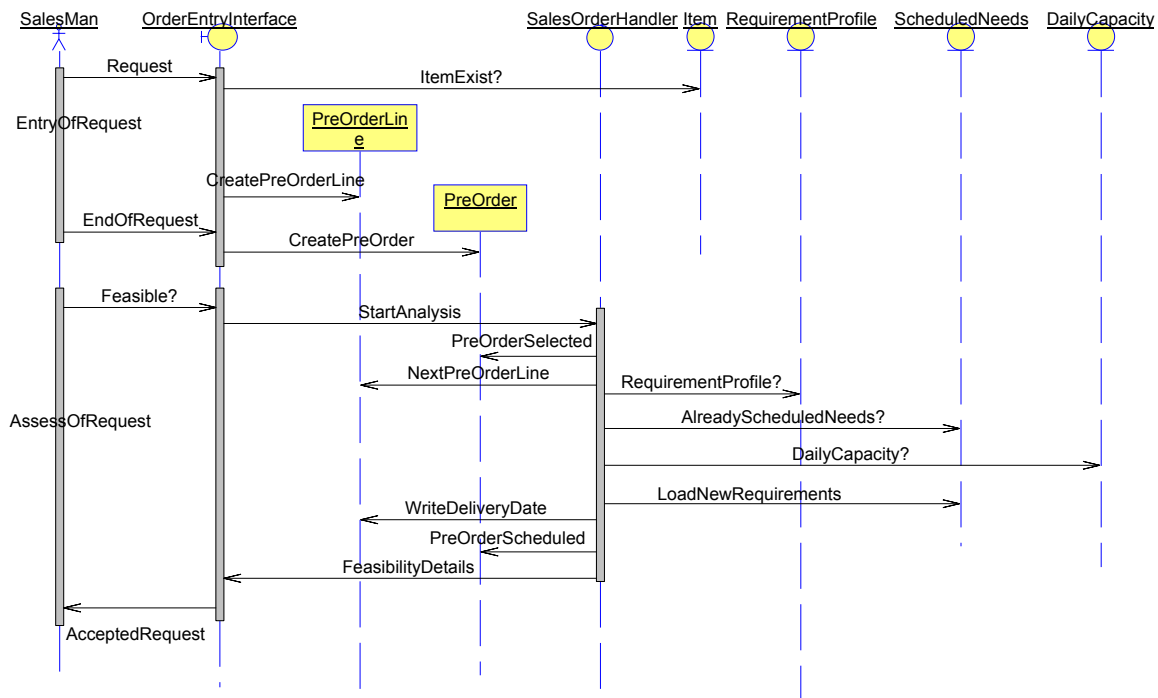 SalesMan
OrderEntryInterface
SalesOrderHandler
Item
RequirementProfile
ScheduledNeeds
DailyCapacity
Request
ItemExist?
EntryOfRequest
PreOrderLin
e
CreatePreOrderLine
PreOrder
EndOfRequest
CreatePreOrder
Feasible?
StartAnalysis
PreOrderSelected
NextPreOrderLine
RequirementProfile?
AssessOfRequest
AlreadyScheduledNeeds?
DailyCapacity?
LoadNewRequirements
WriteDeliveryDate
PreOrderScheduled
FeasibilityDetails
AcceptedRequest